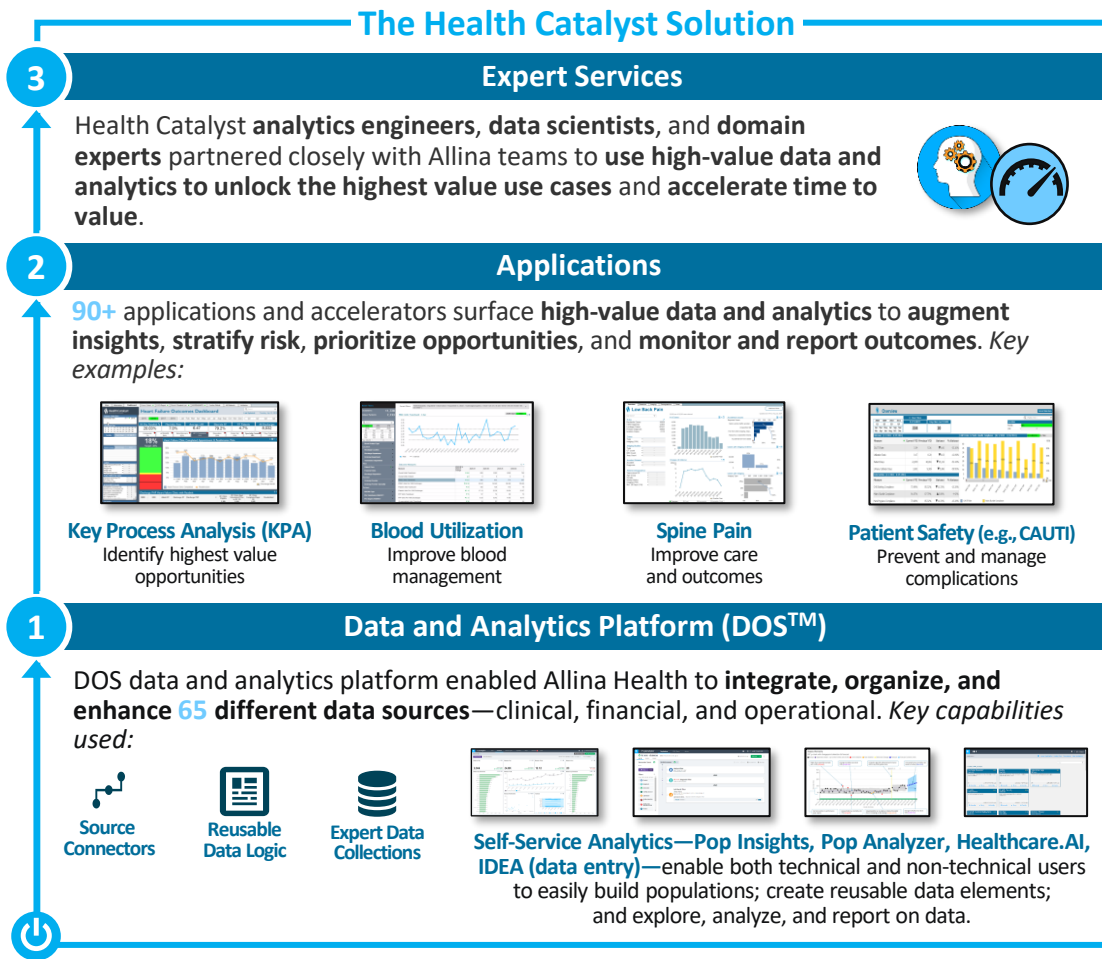 The Health Catalyst Solution
3
Expert Services
Health Catalyst analytics engineers, data scientists, and domain
experts partnered closely with Allina teams to use high-value data and
analytics to unlock the highest value use cases and accelerate time to
value.
2
Applications
90+ applications and accelerators surface high-value data and analytics to augment
insights, stratify risk, prioritize opportunities, and monitor and report outcomes. Key
examples:
Heart Failure Outcomes Dashboard
18%
Low Back Pain
Key Process Analysis (KPA)
Identify highest value
opportunities
Blood Utilization
Improve blood
management
Spine Pain
Improve care
and outcomes
Patient Safety (e.g., CAUTI)
Prevent and manage
complications
1
Data and Analytics Platform (DOS™)
DOS data and analytics platform enabled Allina Health to integrate, organize, and
enhance 65 different data sources—clinical, financial, and operational. Key capabilities
used:
Source
Connectors
Reusable
Data Logic
Expert Data
Collections
Self-Service Analytics—Pop Insights, Pop Analyzer, Healthcare.AI,
IDEA (data entry)—enable both technical and non-technical users
to easily build populations; create reusable data elements;
and explore, analyze, and report on data.